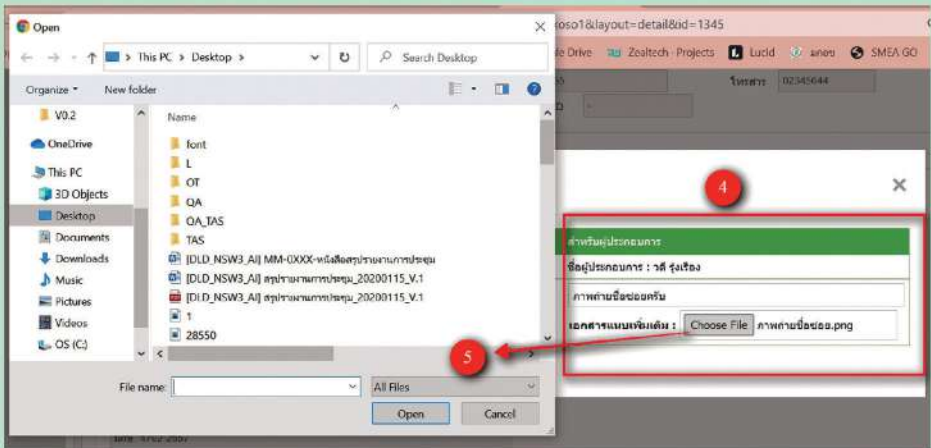 Open
oso1&layout=detail&id=1345
This PC > Desktop >
Search Desktop
Drive Zealtech - Projects Lucid SMEA GO
Organize New folder
โทรสาร 02345644
V0.2
OneDrive
This PC
3D Objects
Desktop
Documents
Downloads
Music
Pictures
Videos
OS (C:)
Name
font
L
OT
QA
QA_TAS
TAS
[DLD_NSW3_AI] MM-0XXX-หนังสือสรุปรายงานการประชุม
[DLD_NSW3_AI] สรุปรายงานการประชุม_20200115_V.1
[DLD_NSW3_AI] สรุปรายงานการประชุม_20200115_V.1
1
28550
4
สำหรับผู้ประกอบการ
ชื่อผู้ประกอบการ : วลี รุ่งเรือง
ภาพถ่ายชื่อซอยครับ
เอกสารแนบเพิ่มเติม : Choose File ภาพถ่ายชื่อซอย.png
5
File name: All Files
Open Cancel